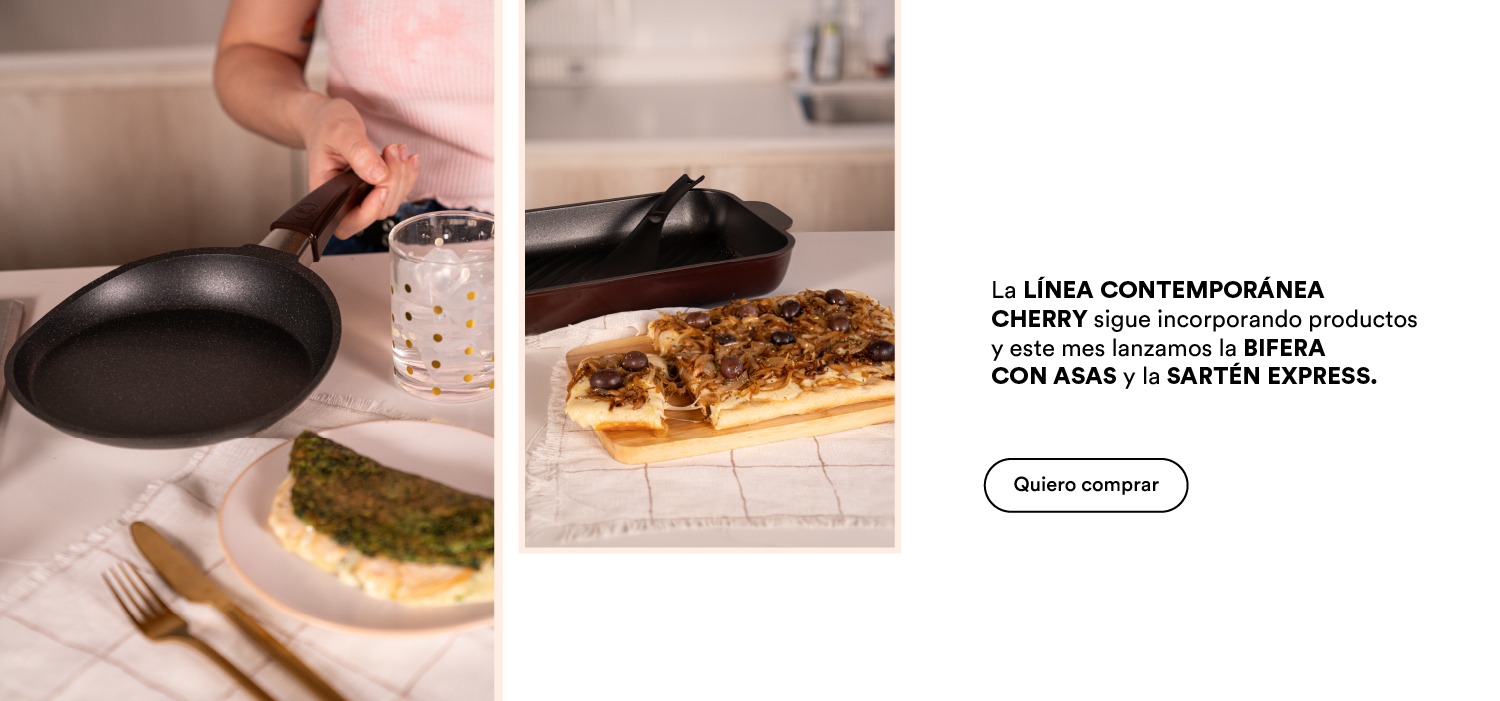 La LÍNEA CONTEMPORÁNEA
CHERRY sigue incorporando productos
y este mes lanzamos la BIFERA
CON ASAS y la SARTÉN EXPRESS.
Quiero comprar